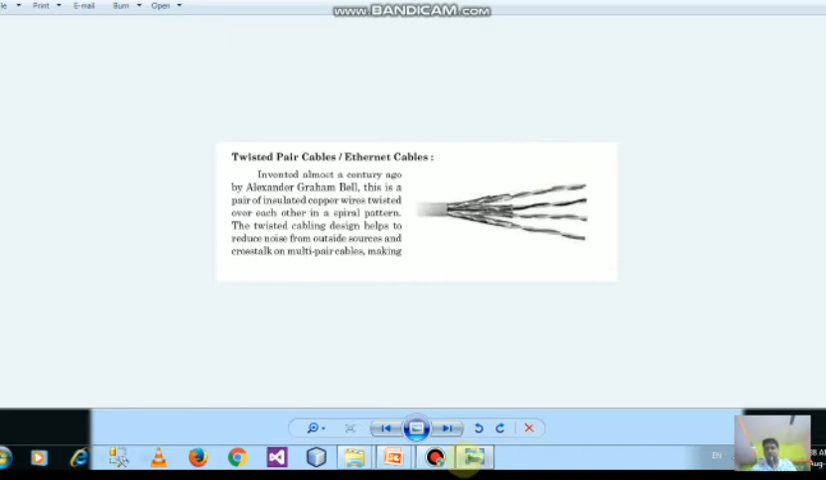 Print
E-mail
Burn
Open
www.BANDICAM.com
Twisted Pair Cables / Ethernet Cables :
Invented almost a century ago
by Alexander Graham Bell, this is a
pair of insulated copper wires twisted
over each other in a spiral pattern.
The twisted cabling design helps to
reduce noise from outside sources and
crosstalk on multi-pair cables, making
EN